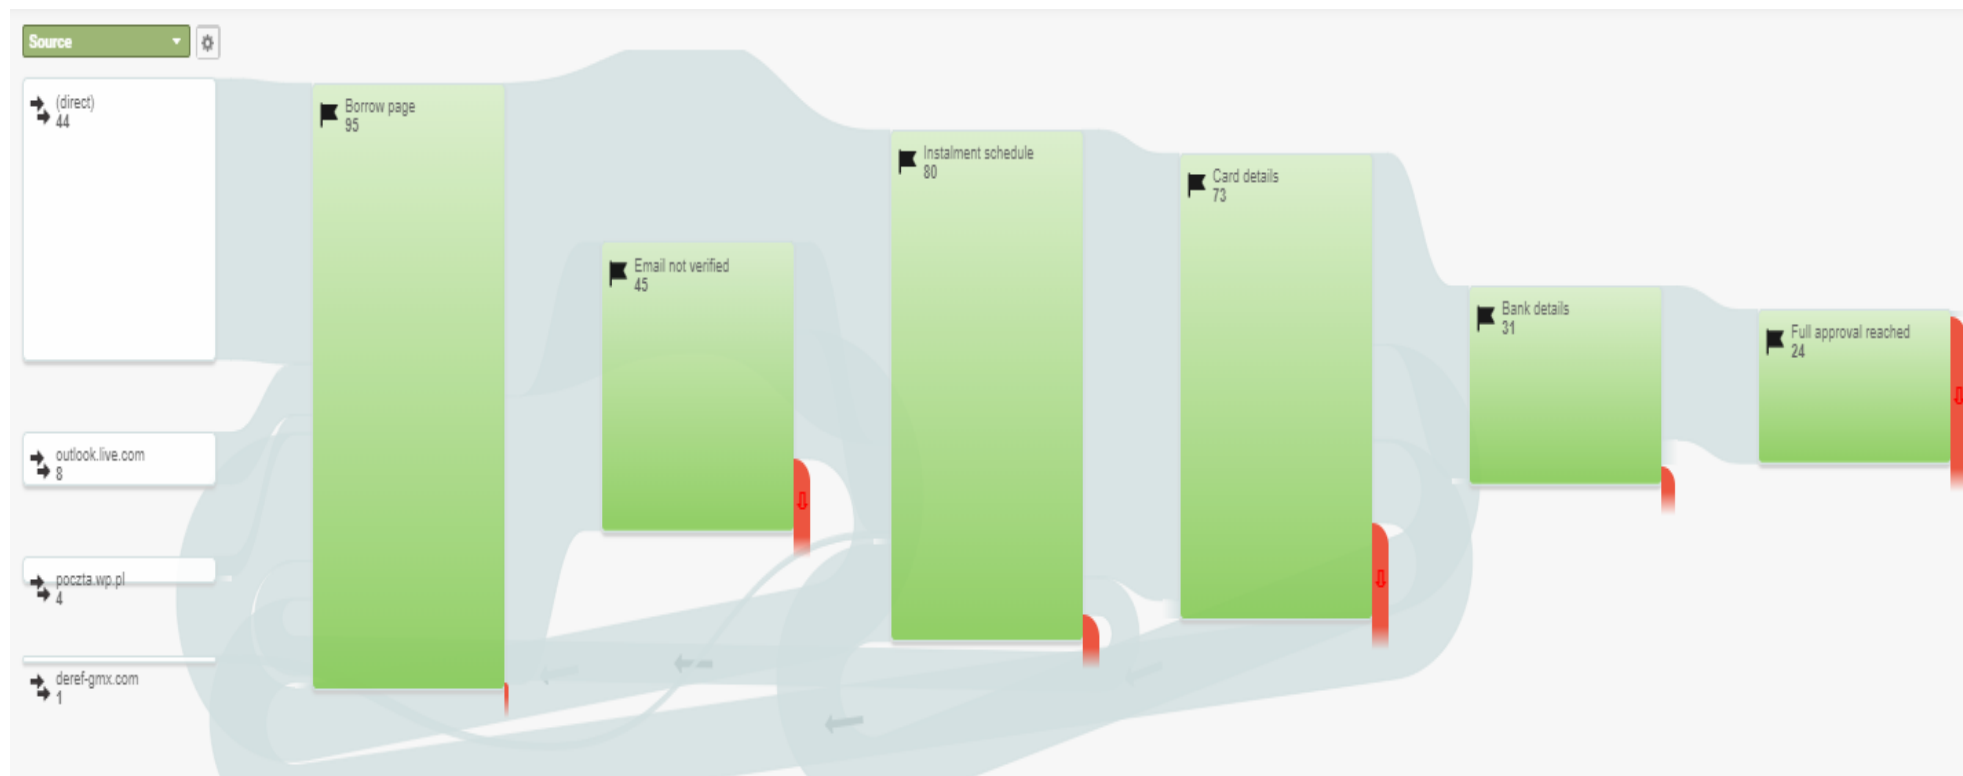 Source
(direct)
44
outlook.live.com
8
poczta.wp.pl
4
deref-gmx.com
1
Borrow page
95
Email not verified
45
Instalment schedule
80
Card details
73
Bank details
31
Full approval reached
24